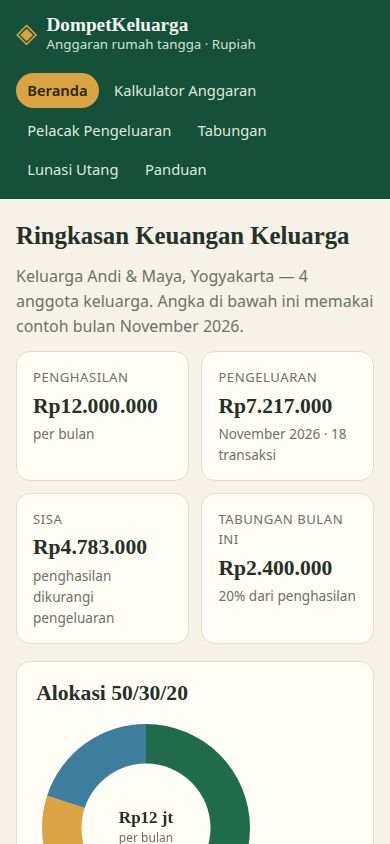 DompetKeluarga
Anggaran rumah tangga · Rupiah
Beranda
Kalkulator Anggaran
Pelacak Pengeluaran
Tabungan
Lunasi Utang
Panduan
Ringkasan Keuangan Keluarga
Keluarga Andi & Maya, Yogyakarta — 4
anggota keluarga. Angka di bawah ini memakai
contoh bulan November 2026.
PENGHASILAN
Rp12.000.000
per bulan
PENGELUARAN
Rp7.217.000
November 2026 · 18
transaksi
SISA
Rp4.783.000
penghasilan
dikurangi
pengeluaran
TABUNGAN BULAN
INI
Rp2.400.000
20% dari penghasilan
Alokasi 50/30/20
Rp12 jt
per bulan